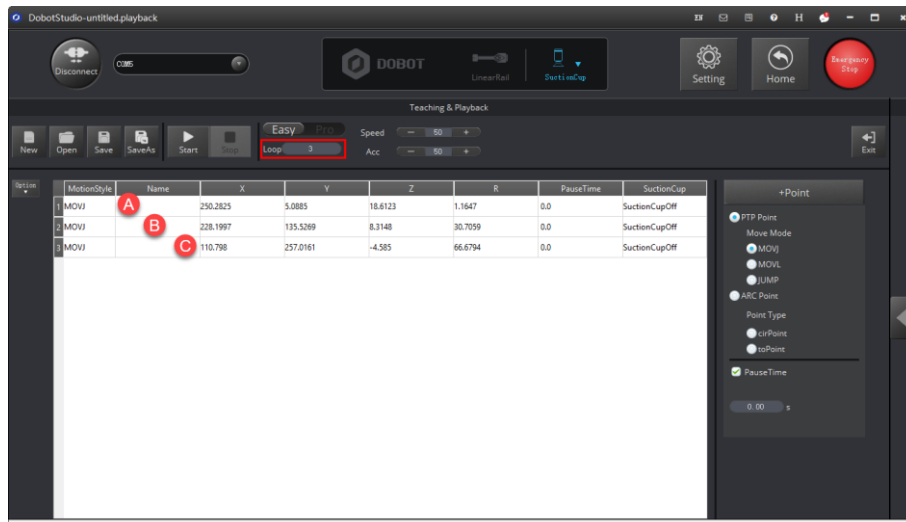 DobotStudio-untitled.playback
Disconnect
COM5
DOBOT
LinearRail
SuctionCup
Setting
Home
Emergency
Stop
Teaching & Playback
New
Open
Save
SaveAs
Start
Stop
Easy
Pro
Loop 3
Speed - 50 +
Acc - 50 +
Exit
Option
MotionStyle Name X Y Z R PauseTime SuctionCup
1 MOVJ A 250.2825 5.0885 18.6123 1.1647 0.0 SuctionCupOff
2 MOVJ B 228.1997 135.5269 8.3148 30.7059 0.0 SuctionCupOff
3 MOVJ C 110.798 257.0161 -4.585 66.6794 0.0 SuctionCupOff
+Point
PTP Point
Move Mode
MOVJ
MOVL
JUMP
ARC Point
Point Type
cirPoint
toPoint
PauseTime
0.00 s